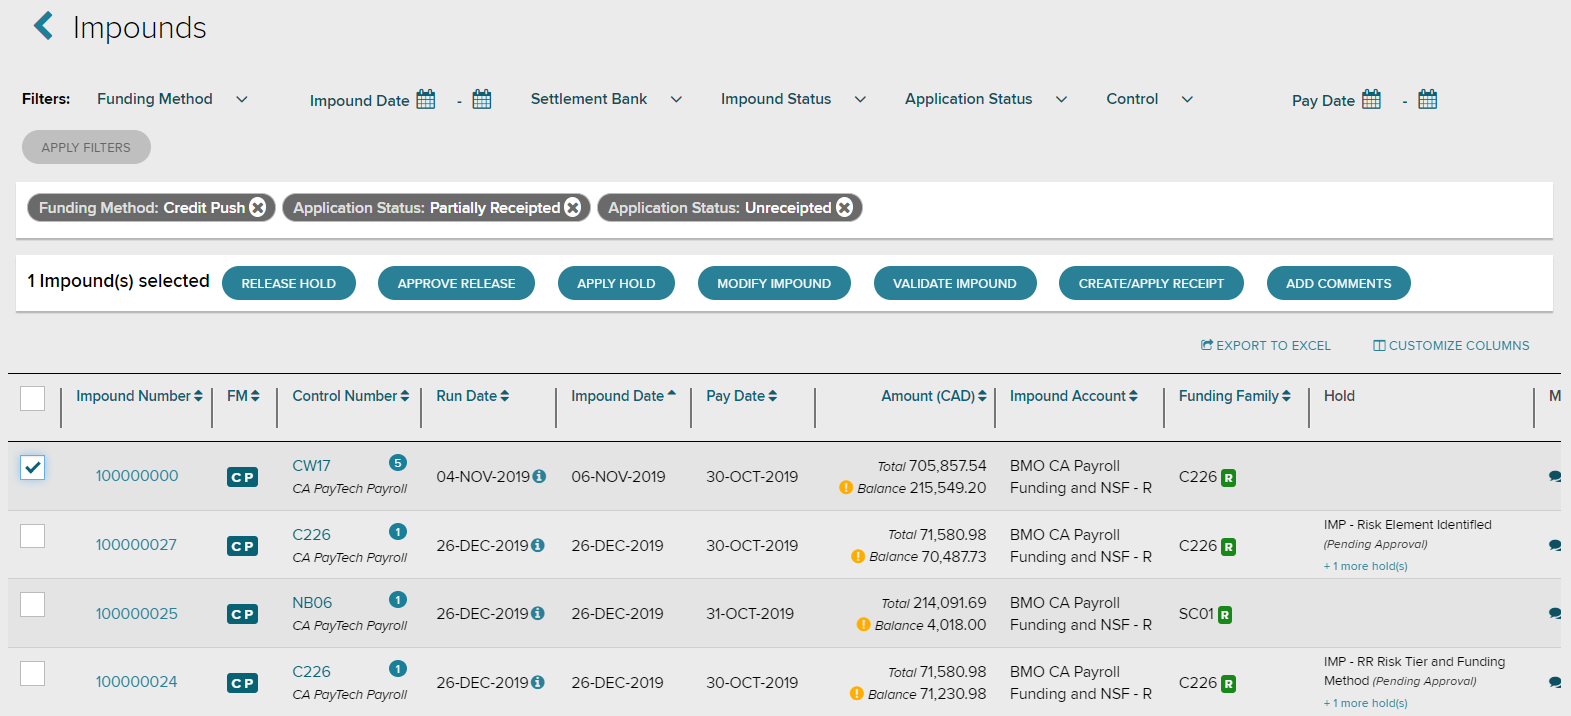 Impounds
Filters: Funding Method Impound Date - Settlement Bank Impound Status Application Status Control Pay Date -
APPLY FILTERS
Funding Method: Credit Push Application Status: Partially Receipted Application Status: Unreceipted
1 Impound(s) selected RELEASE HOLD APPROVE RELEASE APPLY HOLD MODIFY IMPOUND VALIDATE IMPOUND CREATE/APPLY RECEIPT ADD COMMENTS
EXPORT TO EXCEL CUSTOMIZE COLUMNS
Impound Number FM Control Number Run Date Impound Date Pay Date Amount (CAD) Impound Account Funding Family Hold M
100000000 CP CW17 5 04-NOV-2019 06-NOV-2019 30-OCT-2019 Total 705,857.54 BMO CA Payroll C226 R
CA PayTech Payroll Balance 215,549.20 Funding and NSF - R
100000027 CP C226 1 26-DEC-2019 26-DEC-2019 30-OCT-2019 Total 71,580.98 BMO CA Payroll C226 R IMP - Risk Element Identified
CA PayTech Payroll Balance 70,487.73 Funding and NSF - R (Pending Approval)
+ 1 more hold(s)
100000025 CP NB06 1 26-DEC-2019 26-DEC-2019 31-OCT-2019 Total 214,091.69 BMO CA Payroll SC01 R
CA PayTech Payroll Balance 4,018.00 Funding and NSF - R
100000024 CP C226 1 26-DEC-2019 26-DEC-2019 30-OCT-2019 Total 71,580.98 BMO CA Payroll C226 R IMP - RR Risk Tier and Funding
CA PayTech Payroll Balance 71,230.98 Funding and NSF - R Method (Pending Approval)
+ 1 more hold(s)